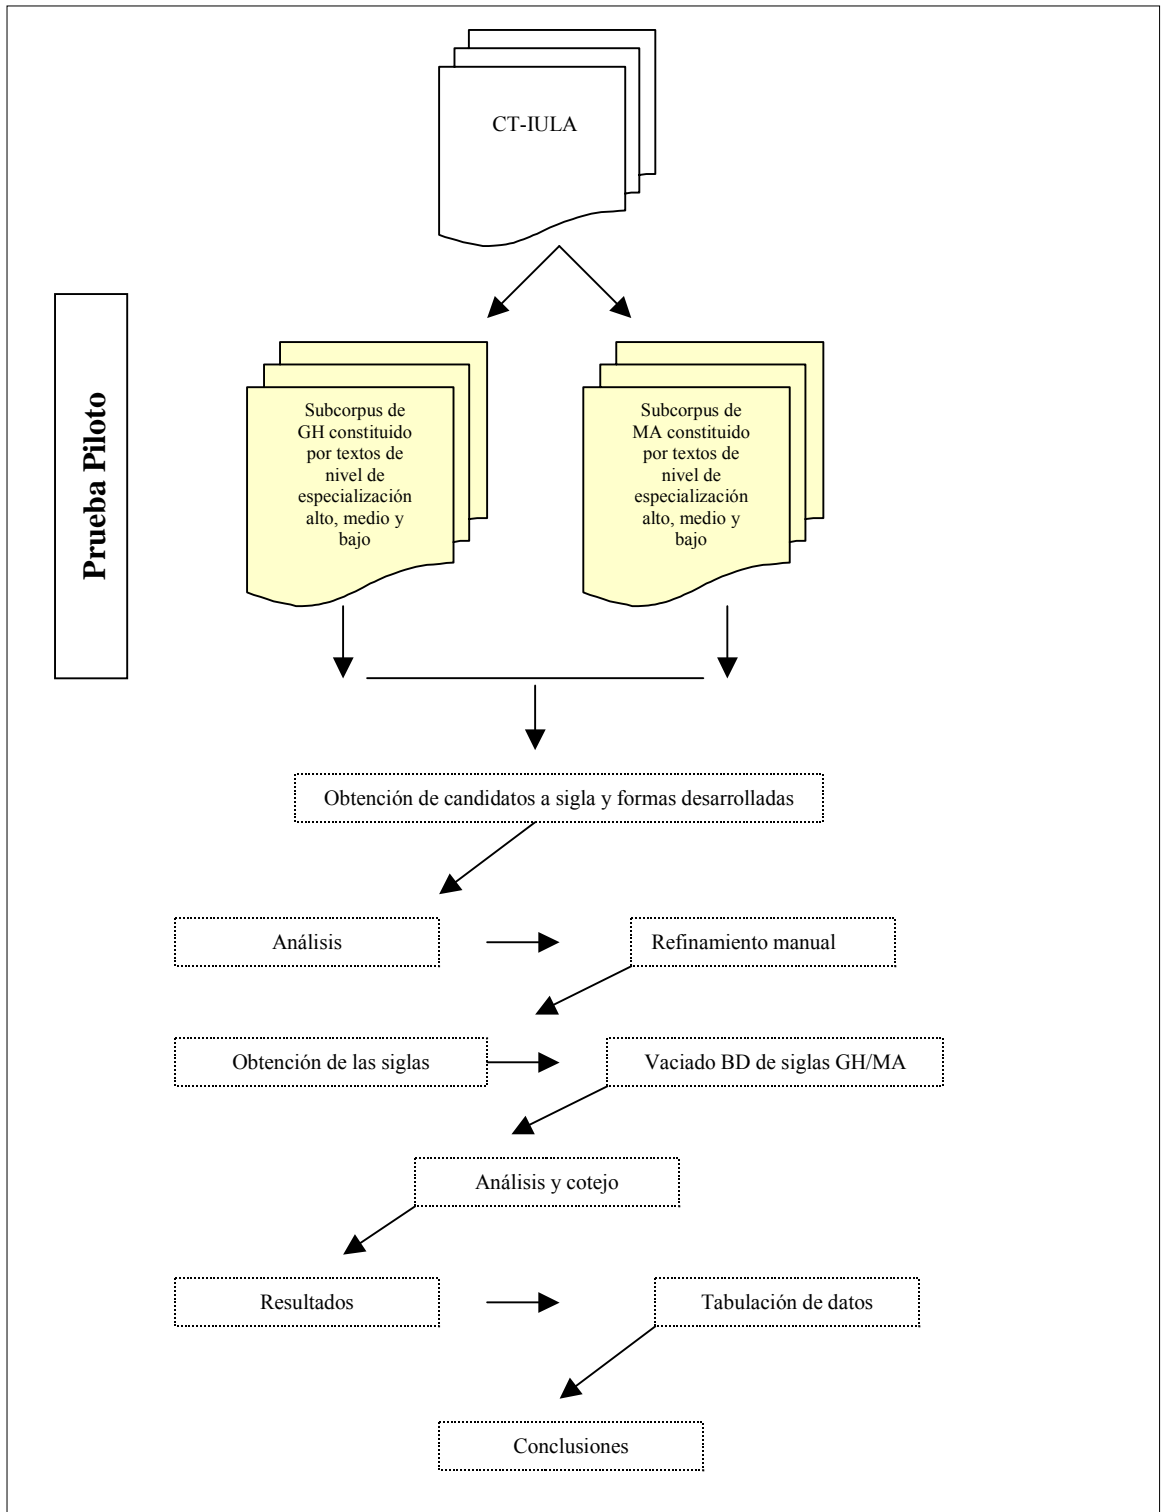 CT-IULA
Prueba Piloto
Subcorpus de
GH constituido
por textos de
nivel de
especialización
alto, medio y
bajo
Subcorpus de
MA constituido
por textos de
nivel de
especialización
alto, medio y
bajo
Obtención de candidatos a sigla y formas desarrolladas
Análisis
Refinamiento manual
Obtención de las siglas
Vaciado BD de siglas GH/MA
Análisis y cotejo
Resultados
Tabulación de datos
Conclusiones